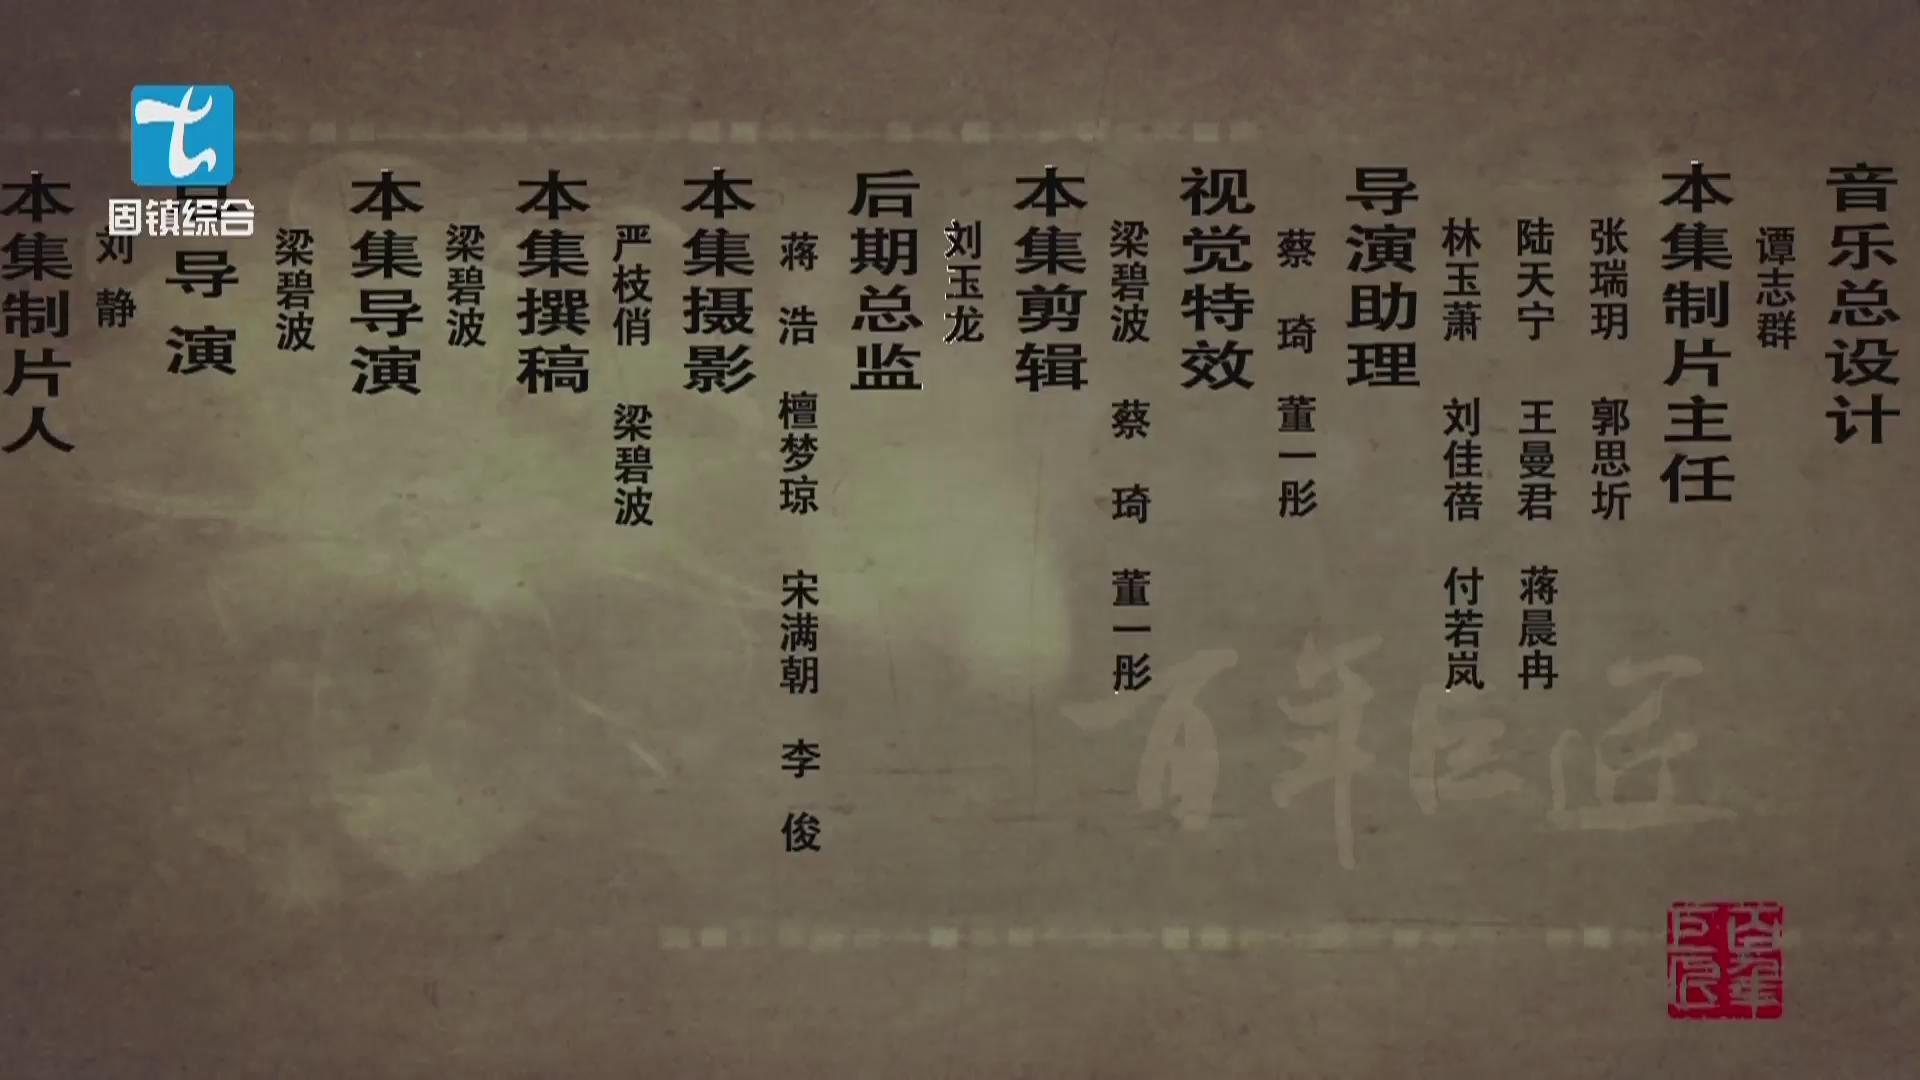 固镇综合
本集制片人
刘 静
导演
梁碧波
本集导演
梁碧波
本集撰稿
严枝俏 梁碧波
本集摄影
蒋 浩 檀梦琼 宋满朝 李 俊
后期总监
刘玉龙
本集剪辑
梁碧波 蔡 琦 董一彤
视觉特效
蔡 琦 董一彤
导演助理
林玉萧 刘佳蓓 付若岚
陆天宁 王曼君 蒋晨冉
张瑞玥 郭思圻
本集制片主任
谭志群
音乐总设计
百年巨匠
百年巨匠